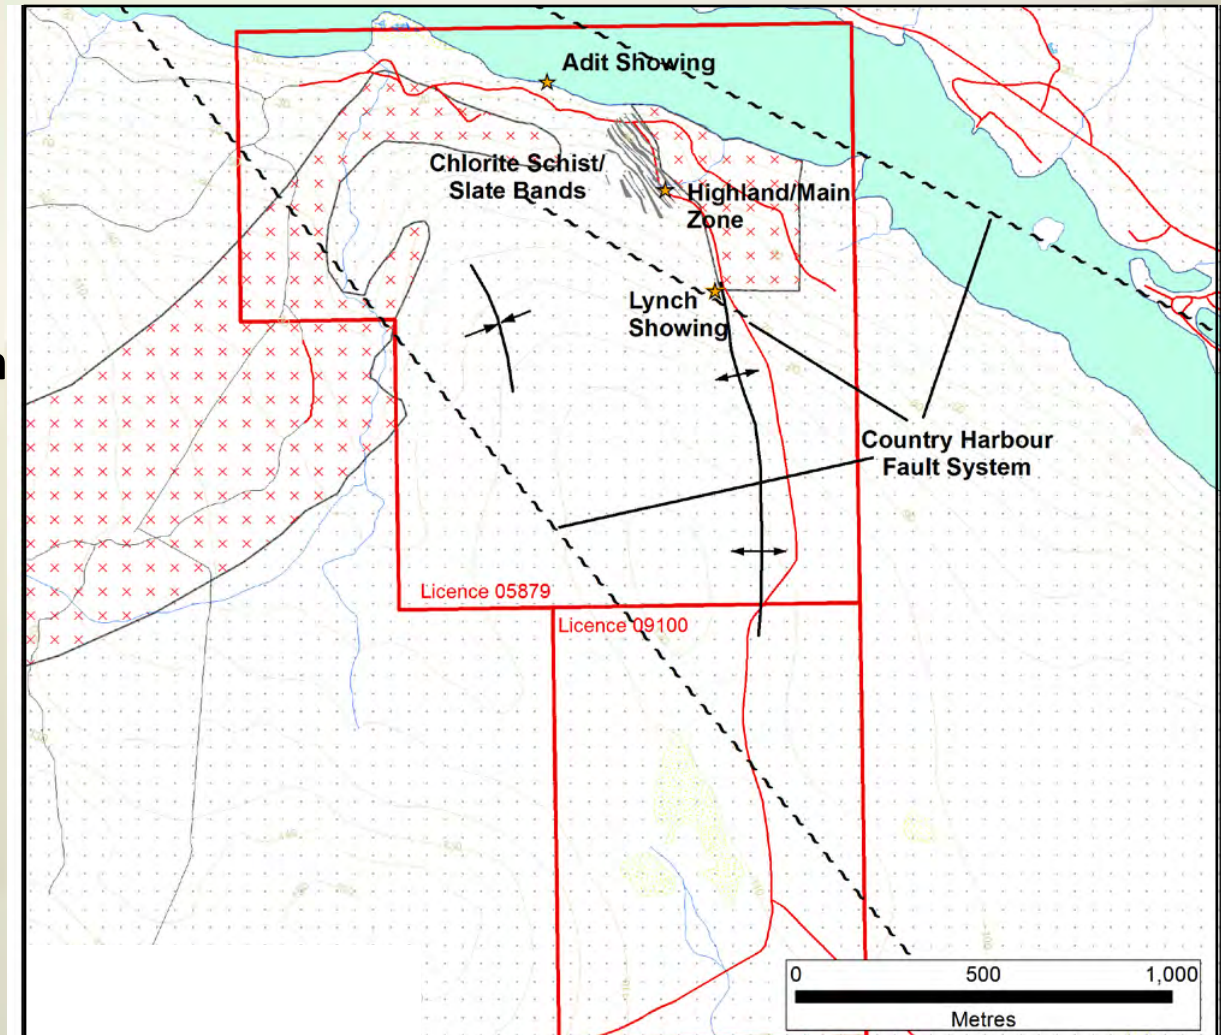 Adit Showing
Chlorite Schist/
Slate Bands
Highland/Main
Zone
Lynch
Showing
Country Harbour
Fault System
Licence 05879
Licence 09100
0 500 1,000
Metres